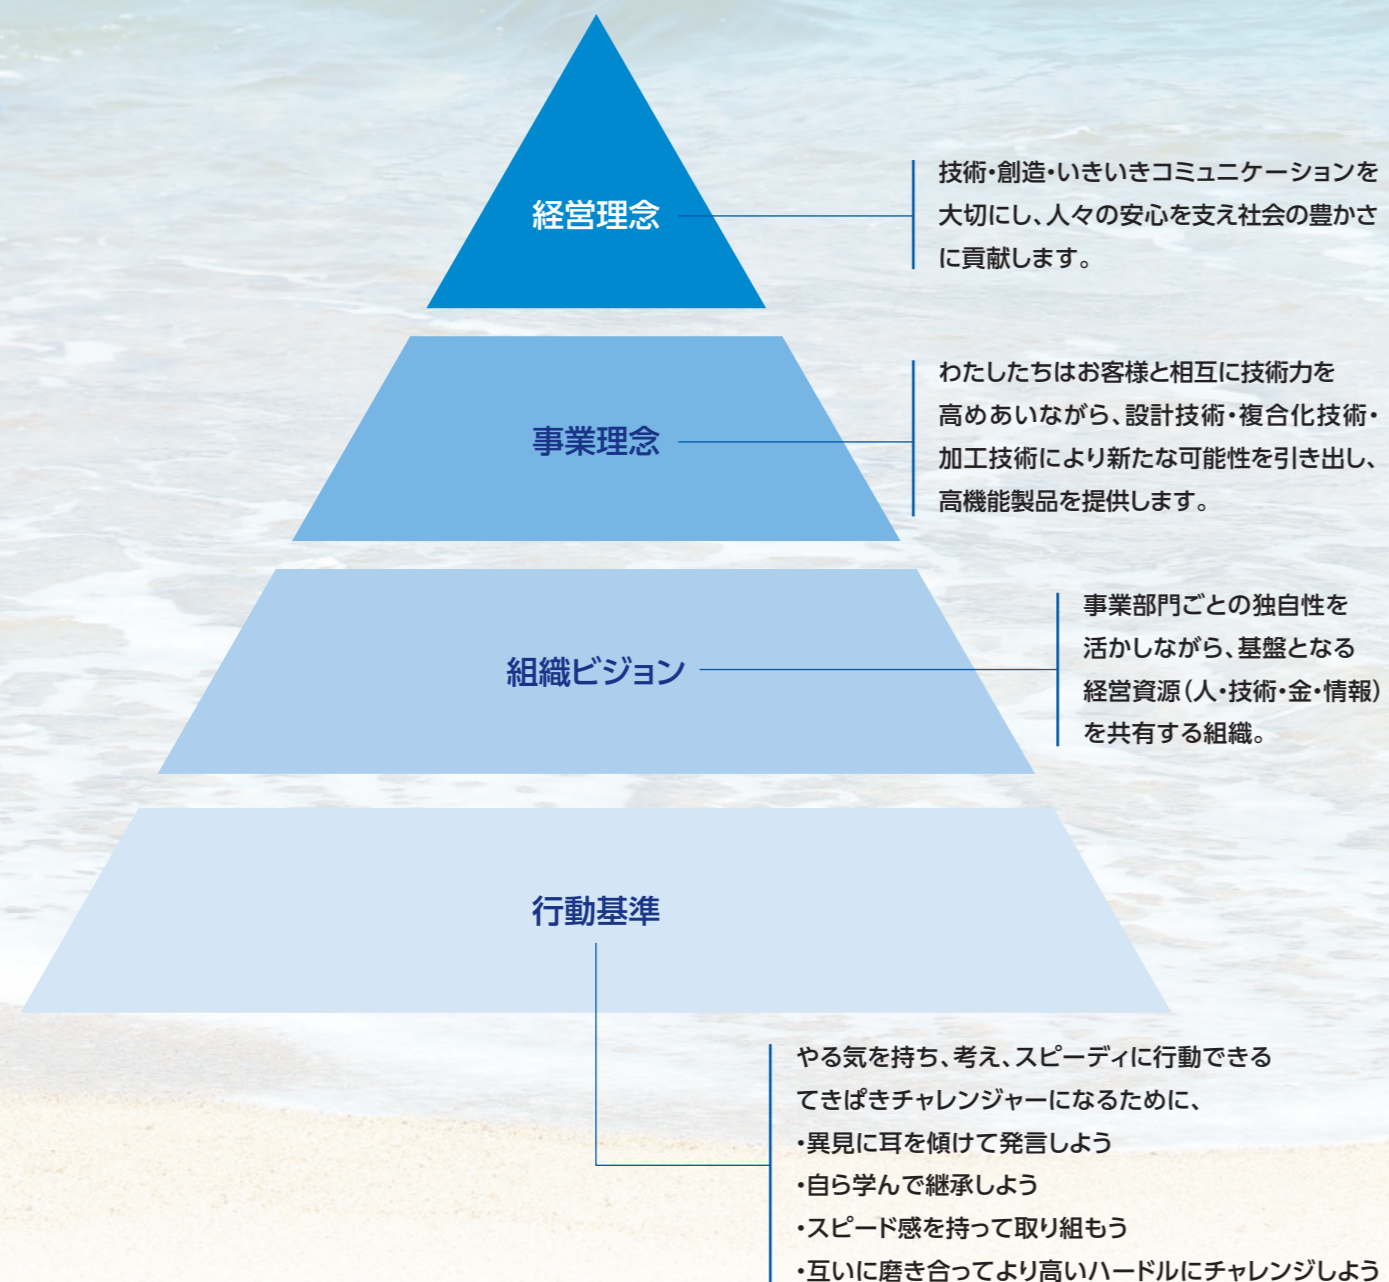 経営理念
技術・創造・いきいきコミュニケーションを
大切にし、人々の安心を支え社会の豊かさ
に貢献します。
事業理念
わたしたちはお客様と相互に技術力を
高めあいながら、設計技術・複合化技術・
加工技術により新たな可能性を引き出し、
高機能製品を提供します。
組織ビジョン
事業部門ごとの独自性を
活かしながら、基盤となる
経営資源（人・技術・金・情報）
を共有する組織。
行動基準
やる気を持ち、考え、スピーディに行動できる
てきぱきチャレンジャーになるために、
・異見に耳を傾けて発言しよう
・自ら学んで継承しよう
・スピード感を持って取り組もう
・互いに磨き合ってより高いハードルにチャレンジしよう